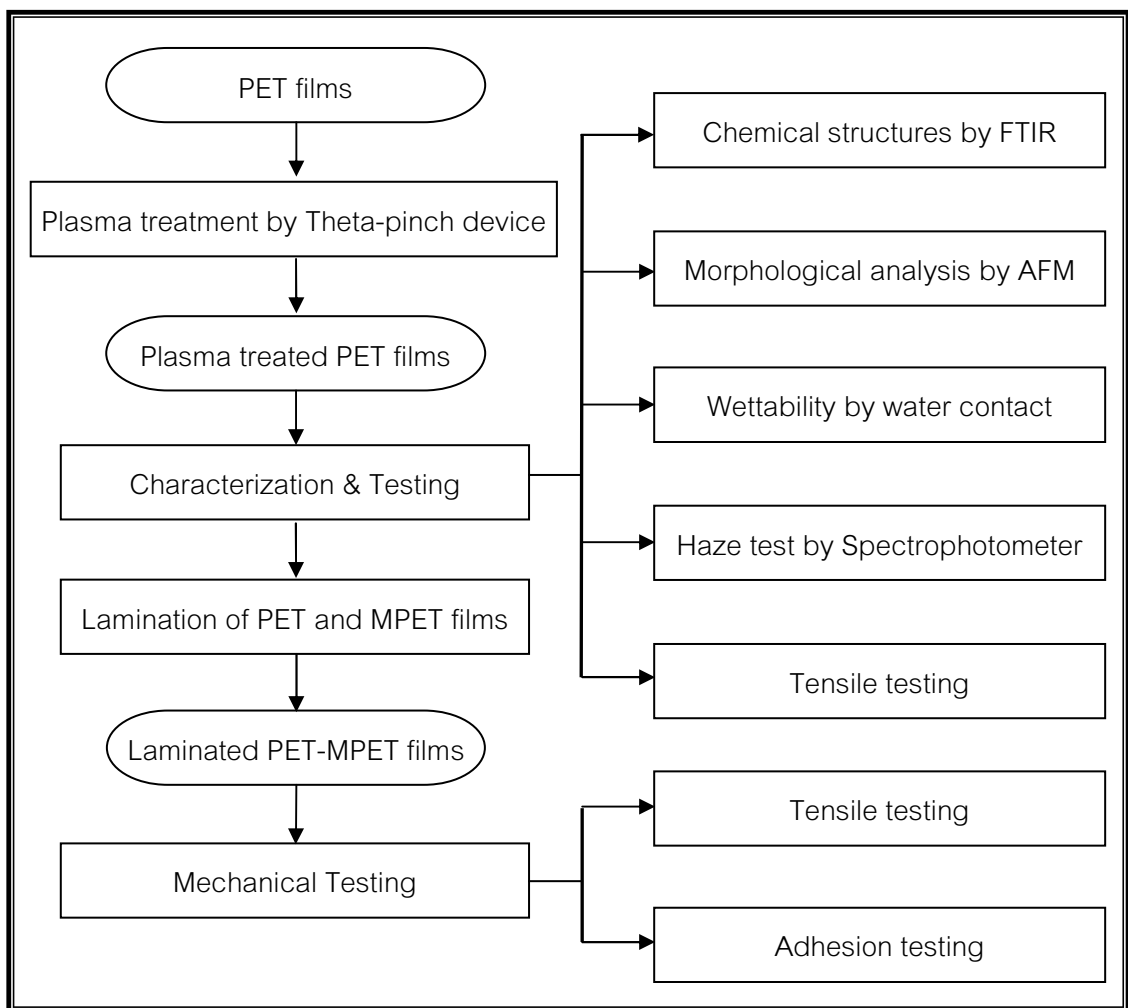 PET films
Plasma treatment by Theta-pinch device
Plasma treated PET films
Characterization & Testing
Lamination of PET and MPET films
Laminated PET-MPET films
Mechanical Testing
Chemical structures by FTIR
Morphological analysis by AFM
Wettability by water contact
Haze test by Spectrophotometer
Tensile testing
Tensile testing
Adhesion testing